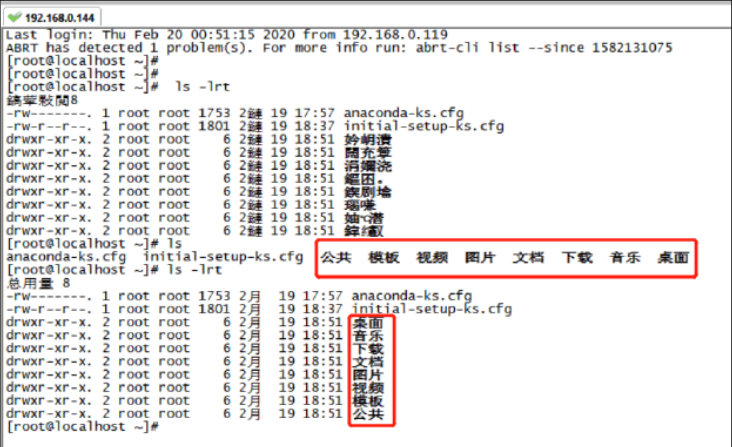 192.168.0.144
Last login: Thu Feb 20 00:51:15 2020 from 192.168.0.119
ABRT has detected 1 problem(s). For more info run: abrt-cli list --since 1582131075
[root@localhost ~]#
[root@localhost ~]#
[root@localhost ~]#  ls -lrt
鎬荤敤閲8
-rw-------. 1 root root 1753 2鏈 19 17:57 anaconda-ks.cfg
-rw-r--r--. 1 root root 1801 2鏈 19 18:37 initial-setup-ks.cfg
drwxr-xr-x. 2 root root    6 2鏈 19 18:51 妗岄潰
drwxr-xr-x. 2 root root    6 2鏈 19 18:51 闊充箰
drwxr-xr-x. 2 root root    6 2鏈 19 18:51 涓嬭浇
drwxr-xr-x. 2 root root    6 2鏈 19 18:51 鏂囨。
drwxr-xr-x. 2 root root    6 2鏈 19 18:51 鍥剧墖
drwxr-xr-x. 2 root root    6 2鏈 19 18:51 瑙嗛
drwxr-xr-x. 2 root root    6 2鏈 19 18:51 妯℃澘
drwxr-xr-x. 2 root root    6 2鏈 19 18:51 鍏叡
[root@localhost ~]# ls
anaconda-ks.cfg  initial-setup-ks.cfg  公共  模板  视频  图片  文档  下载  音乐  桌面
[root@localhost ~]# ls -lrt
总用量 8
-rw-------. 1 root root 1753 2月  19 17:57 anaconda-ks.cfg
-rw-r--r--. 1 root root 1801 2月  19 18:37 initial-setup-ks.cfg
drwxr-xr-x. 2 root root    6 2月  19 18:51 桌面
drwxr-xr-x. 2 root root    6 2月  19 18:51 音乐
drwxr-xr-x. 2 root root    6 2月  19 18:51 下载
drwxr-xr-x. 2 root root    6 2月  19 18:51 文档
drwxr-xr-x. 2 root root    6 2月  19 18:51 图片
drwxr-xr-x. 2 root root    6 2月  19 18:51 视频
drwxr-xr-x. 2 root root    6 2月  19 18:51 模板
drwxr-xr-x. 2 root root    6 2月  19 18:51 公共
[root@localhost ~]#